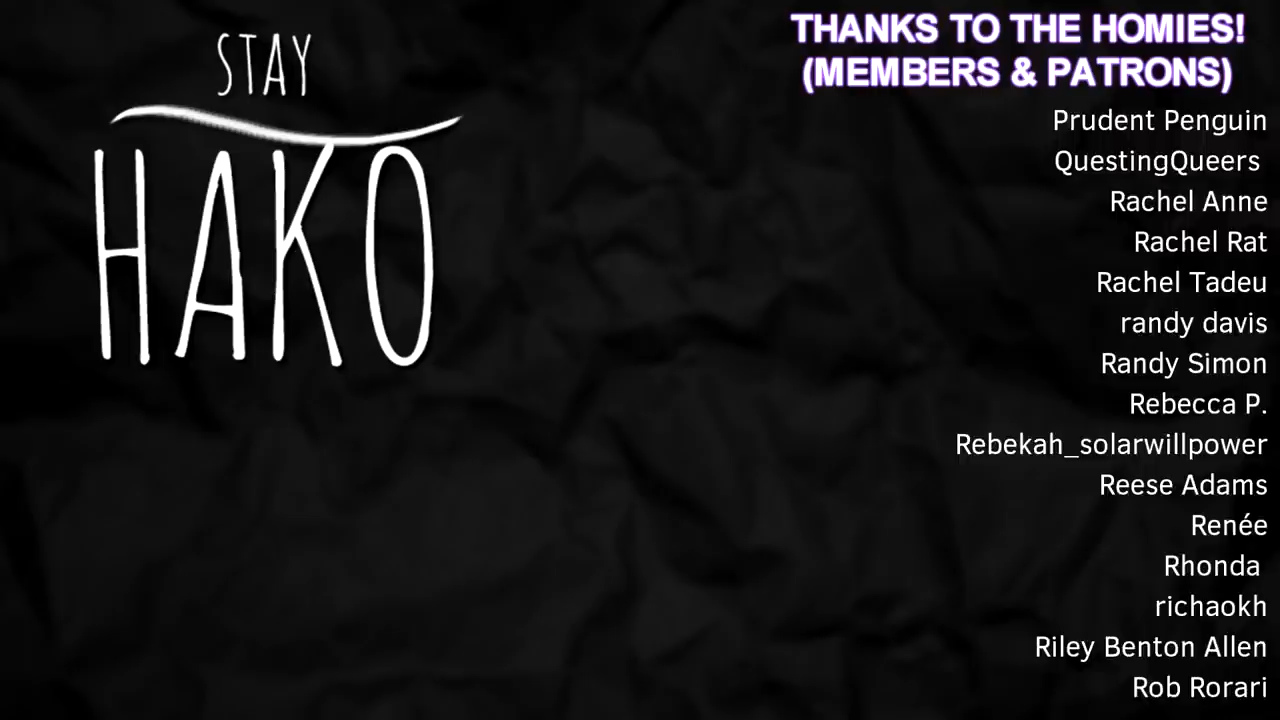 STAY
HAKO
THANKS TO THE HOMIES!
(MEMBERS & PATRONS)
Prudent Penguin
QuestingQueers
Rachel Anne
Rachel Rat
Rachel Tadeu
randy davis
Randy Simon
Rebecca P.
Rebekah_solarwillpower
Reese Adams
Renée
Rhonda
richaokh
Riley Benton Allen
Rob Rorari